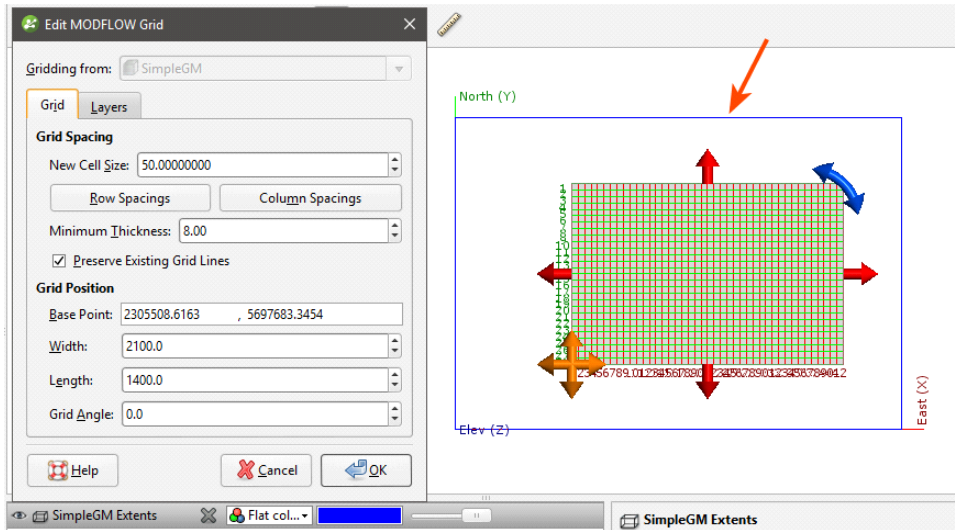 Edit MODFLOW Grid
Gridding from: SimpleGM
Grid Layers
Grid Spacing
New Cell Size: 50.00000000
Row Spacings Column Spacings
Minimum Thickness: 8.00
Preserve Existing Grid Lines
Grid Position
Base Point: 2305508.6163 , 5697683.3454
Width: 2100.0
Length: 1400.0
Grid Angle: 0.0
Help Cancel OK
SimpleGM Extents Flat col...
North (Y)
Elev (Z)
East (X)
SimpleGM Extents